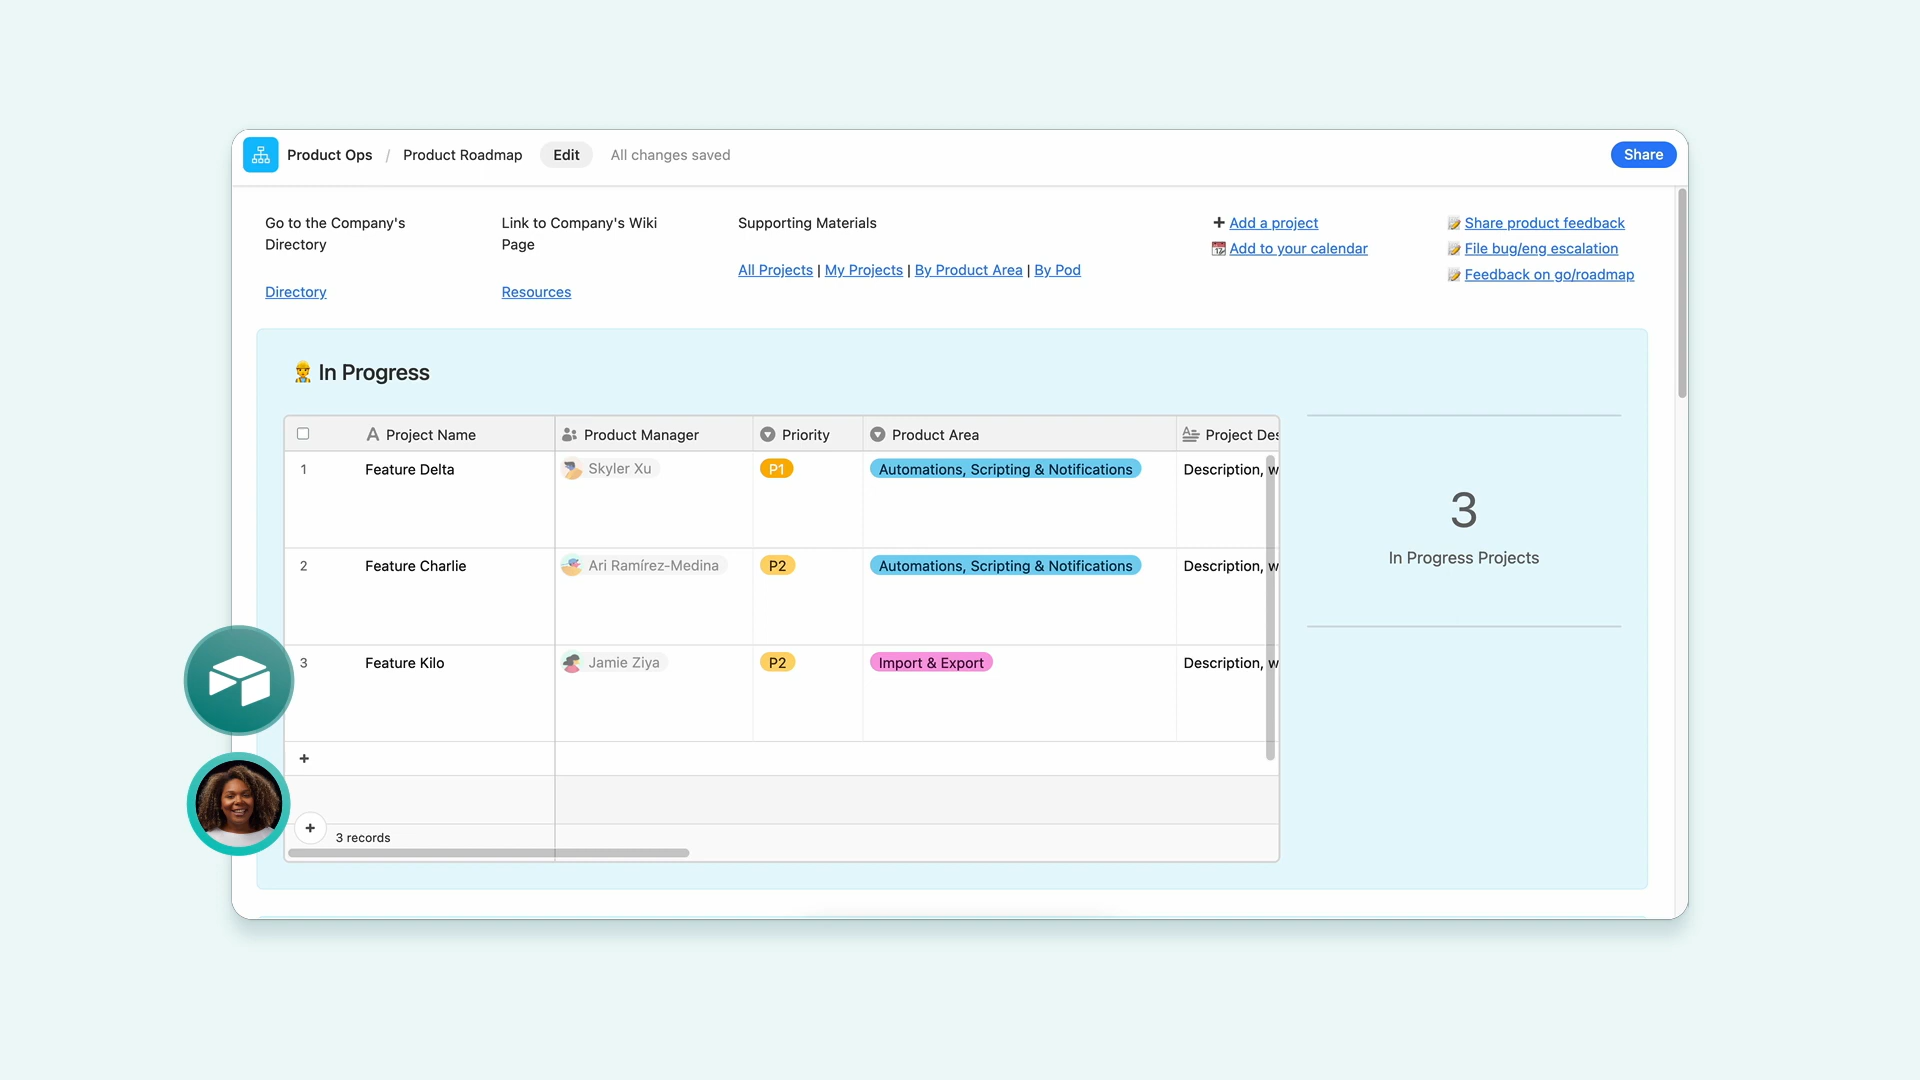 Product Ops / Product Roadmap Edit All changes saved Share
Go to the Company's
Directory
Directory
Link to Company's Wiki
Page
Resources
Supporting Materials
All Projects | My Projects | By Product Area | By Pod
Add a project
Add to your calendar
Share product feedback
File bug/eng escalation
Feedback on go/roadmap
In Progress
Project Name Product Manager Priority Product Area Project Des
1 Feature Delta Skyler Xu P1 Automations, Scripting & Notifications Description, w
2 Feature Charlie Ari Ramírez-Medina P2 Automations, Scripting & Notifications Description, w
3 Feature Kilo Jamie Ziya P2 Import & Export Description, w
3 records
3
In Progress Projects